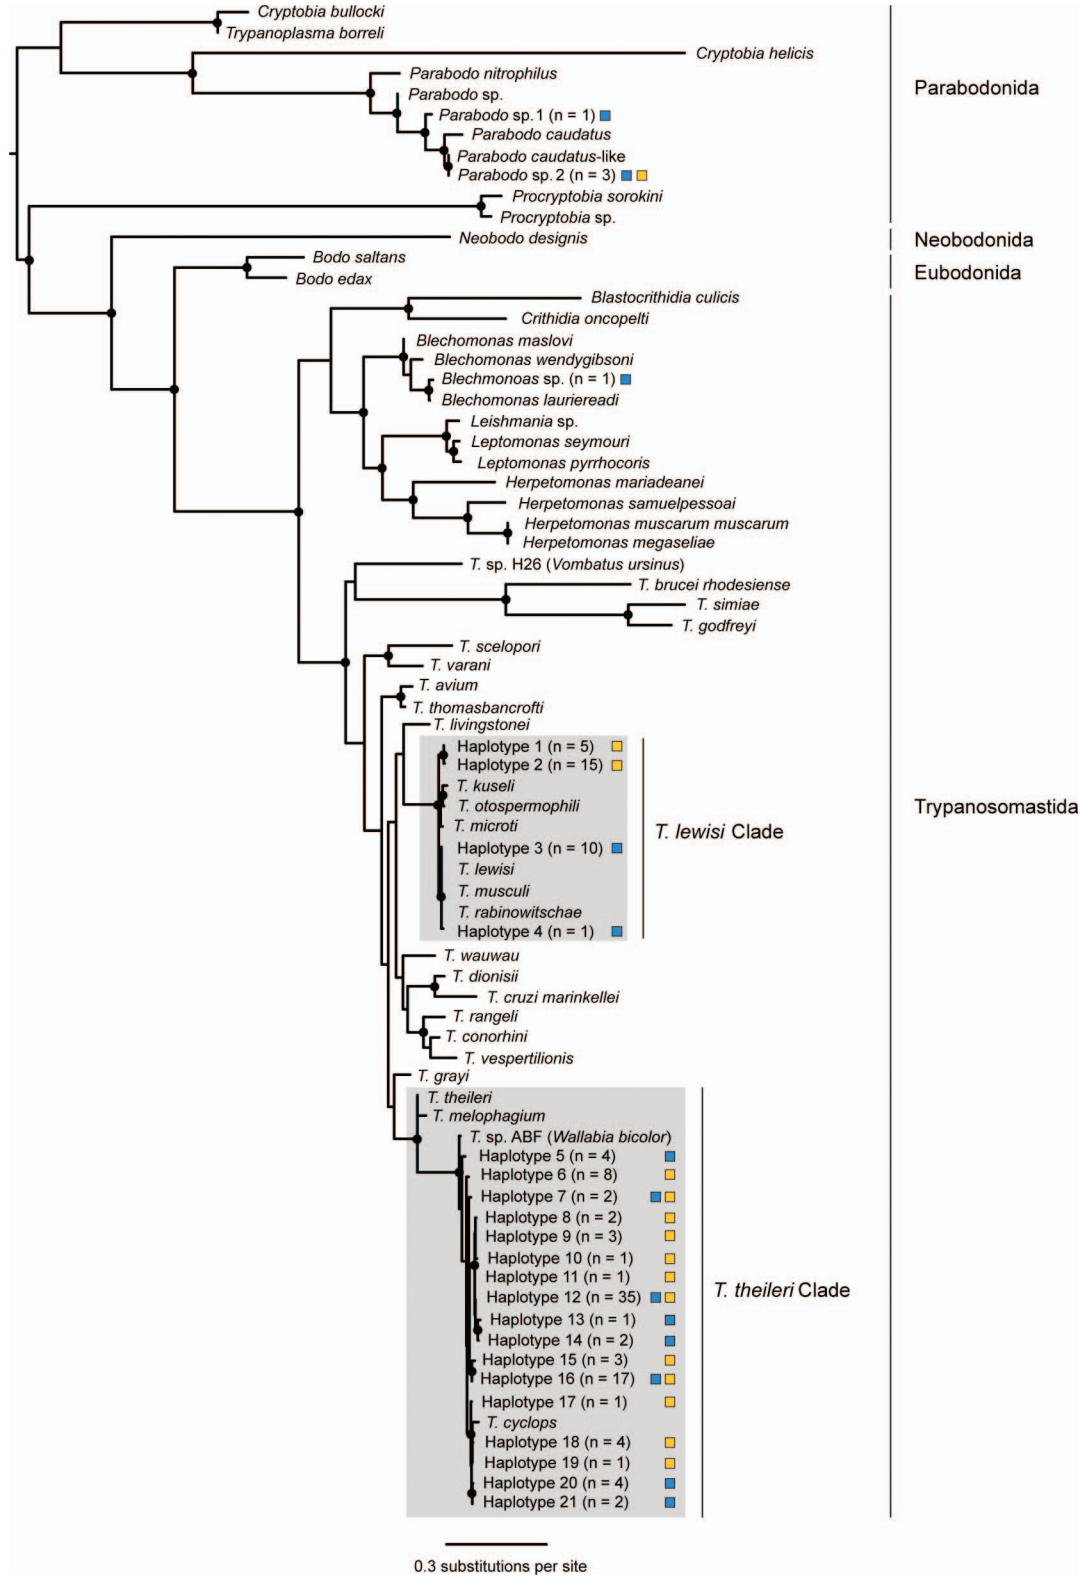 Cryptobia bullocki
Trypanoplasma borreli
Cryptobia helicis
Parabodo nitrophilus
Parabodo sp.
Parabodo sp. 1 (n = 1)
Parabodo caudatus
Parabodo caudatus-like
Parabodo sp. 2 (n = 3)
Procryptobia sorokini
Procryptobia sp.
Parabodonida
Neobodo designis
Neobodonida
Bodo saltans
Bodo edax
Eubodonida
Blastocrithidia culicis
Crithidia oncopelti
Blechomonas maslovi
Blechomonas wendygibsoni
Blechmonoas sp. (n = 1)
Blechomonas lauriereadi
Leishmania sp.
Leptomonas seymouri
Leptomonas pyrrhocoris
Herpetomonas mariadeanei
Herpetomonas samuelpessoai
Herpetomonas muscarum muscarum
Herpetomonas megaseliae
T. sp. H26 (Vombatus ursinus)
T. brucei rhodesiense
T. simiae
T. godfreyi
T. scelopori
T. varani
T. avium
T. thomasbancrofti
T. livingstonei
Haplotype 1 (n = 5)
Haplotype 2 (n = 15)
T. kuseli
T. otospermophili
T. microti
Haplotype 3 (n = 10)
T. lewisi
T. musculi
T. rabinowitschae
Haplotype 4 (n = 1)
T. lewisi Clade
Trypanosomastida
T. wauwau
T. dionisii
T. cruzi marinkellei
T. rangeli
T. conorhini
T. vespertilionis
T. grayi
T. theileri
T. melophagium
T. sp. ABF (Wallabia bicolor)
Haplotype 5 (n = 4)
Haplotype 6 (n = 8)
Haplotype 7 (n = 2)
Haplotype 8 (n = 2)
Haplotype 9 (n = 3)
Haplotype 10 (n = 1)
Haplotype 11 (n = 1)
Haplotype 12 (n = 35)
Haplotype 13 (n = 1)
Haplotype 14 (n = 2)
Haplotype 15 (n = 3)
Haplotype 16 (n = 17)
Haplotype 17 (n = 1)
T. cyclops
Haplotype 18 (n = 4)
Haplotype 19 (n = 1)
Haplotype 20 (n = 4)
Haplotype 21 (n = 2)
T. theileri Clade
0.3 substitutions per site